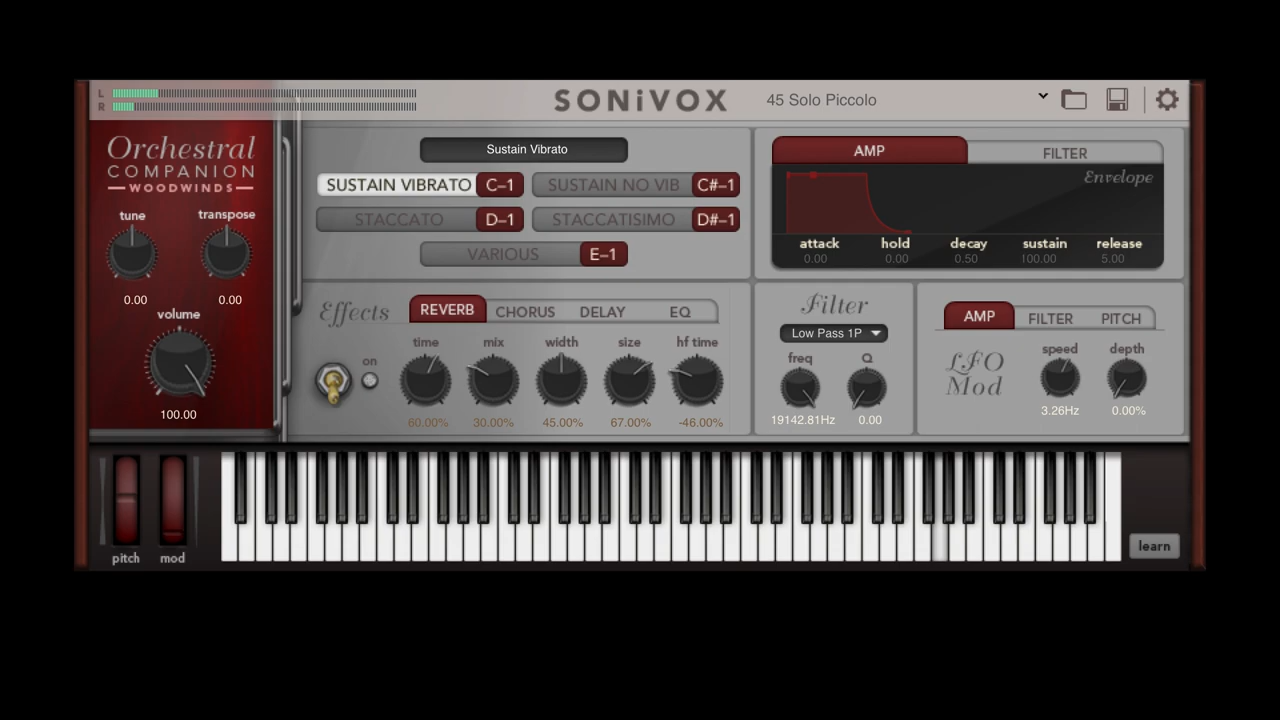 L
R
SONiVOX
45 Solo Piccolo
Orchestral
COMPANION
WOODWINDS
tune
transpose
0.00
0.00
volume
100.00
Sustain Vibrato
SUSTAIN VIBRATO C–1
SUSTAIN NO VIB C#–1
STACCATO D–1
STACCATISIMO D#–1
VARIOUS E–1
AMP
FILTER
Envelope
attack hold decay sustain release
0.00 0.00 0.50 100.00 5.00
Effects
REVERB CHORUS DELAY EQ
on
time mix width size hf time
60.00% 30.00% 45.00% 67.00% -46.00%
Filter
Low Pass 1P
freq Q
19142.81Hz 0.00
AMP FILTER PITCH
LFO
Mod
speed depth
3.26Hz 0.00%
pitch mod
learn